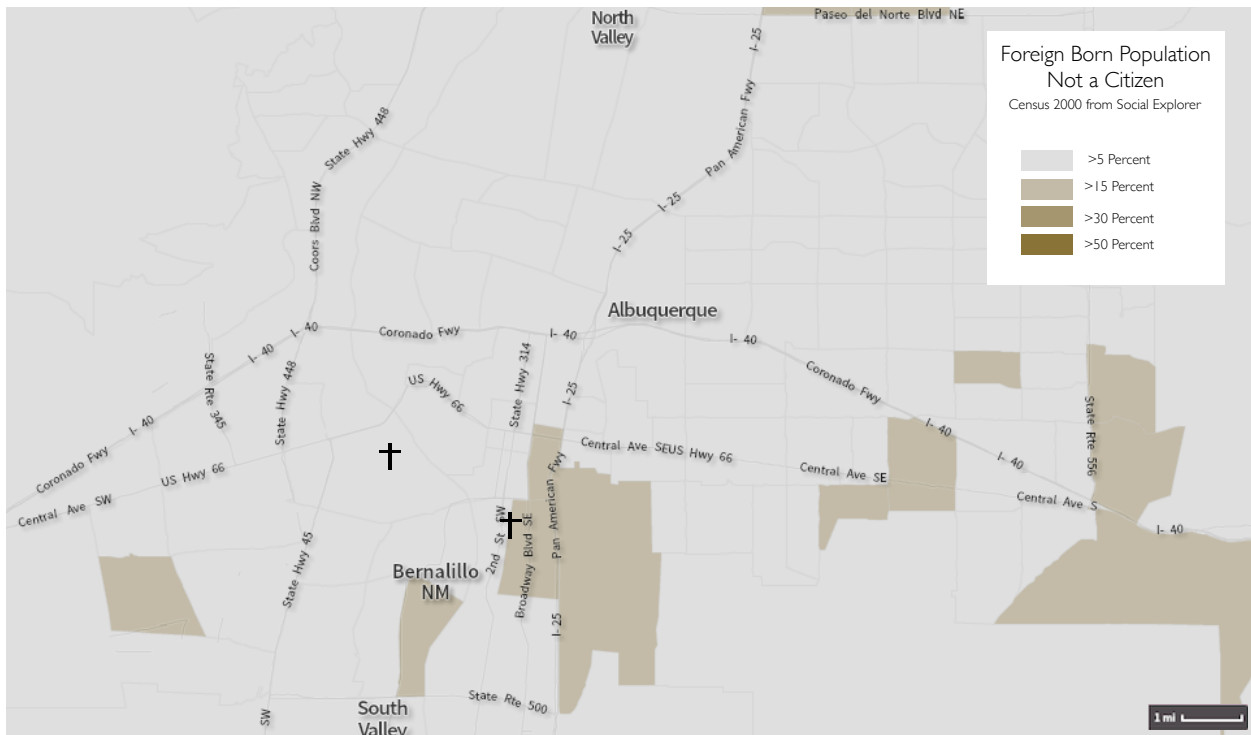 North
Valley
Paseo del Norte Blvd NE
I- 25
Foreign Born Population
Not a Citizen
Census 2000 from Social Explorer
>5 Percent
>15 Percent
>30 Percent
>50 Percent
State Hwy 448
Pan American Fwy
I- 25
I- 25
Coors Blvd NW
Albuquerque
I- 40
Coronado Fwy
I- 40
I- 40
I- 40
State Rte 345
State Hwy 448
US Hwy 66
State Hwy 314
I- 25
Coronado Fwy
State Rte 556
I- 40
Coronado Fwy
US Hwy 66
Central Ave SEUS Hwy 66
Central Ave SE
I- 40
I- 40
Central Ave SW
Central Ave S
I- 40
2nd St SW
Broadway Blvd SE
Pan American Fwy
State Hwy 45
Bernalillo
NM
I- 25
State Rte 500
South
Valley
SW
1 mi